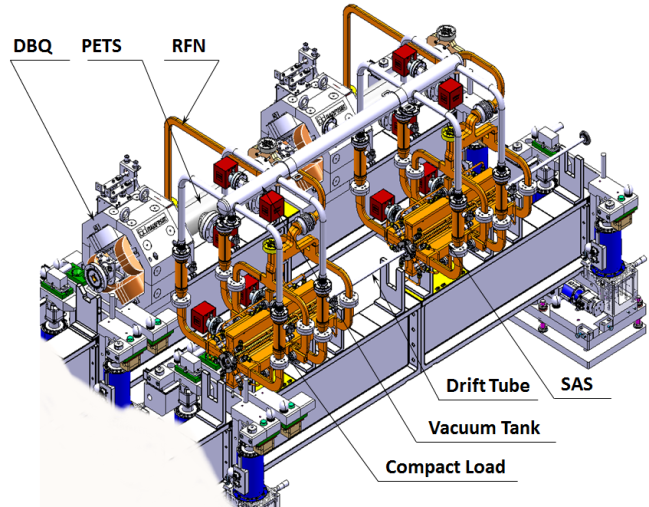 DBQ PETS RFN
Drift Tube SAS
Vacuum Tank
Compact Load